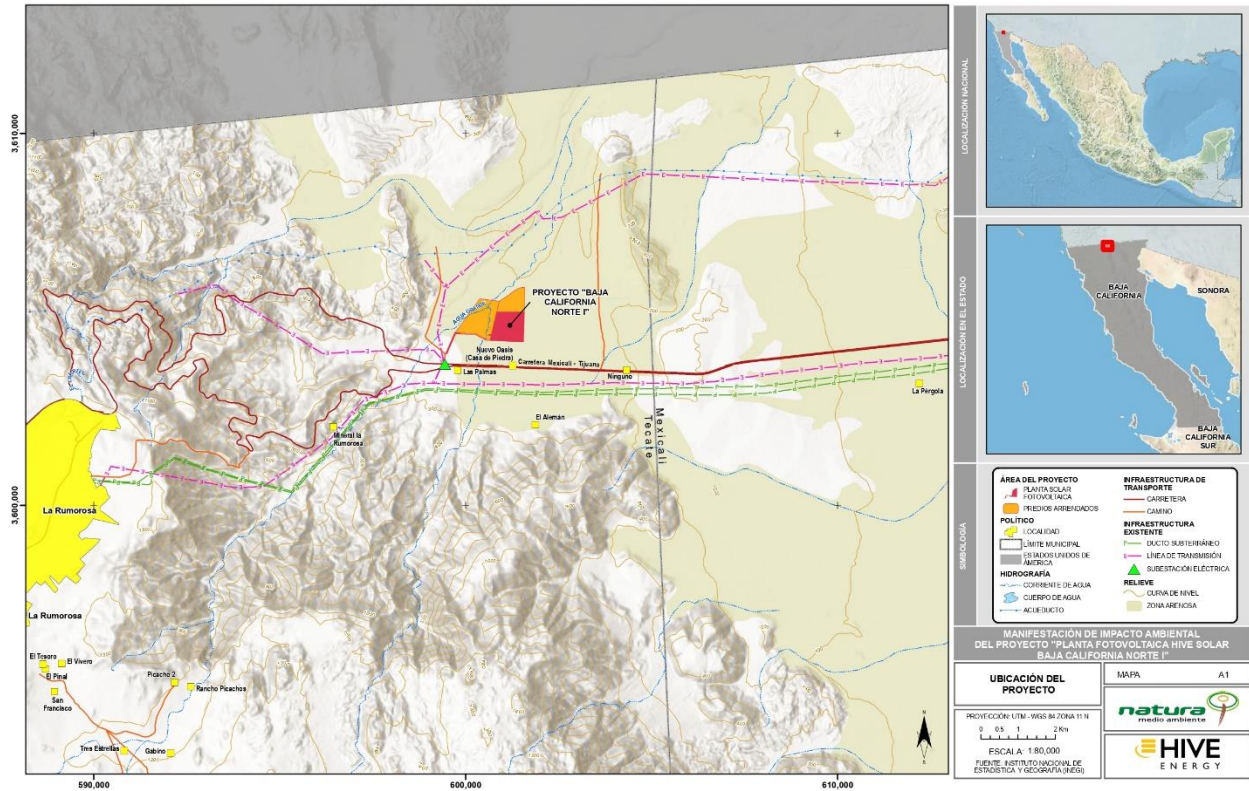 3,610,000
3,600,000
590,000
600,000
610,000
PROYECTO "BAJA
CALIFORNIA
NORTE I"
Nuevo Oasis
(Casa de Piedra)
Carretera Mexicali - Tijuana
Las Palmas
Ninguno
La Pérgola
El Alemán
Mineral la
Rumorosa
Mexicali
Tecate
La Rumorosa
La Rumorosa
El Tesoro
El Vivero
El Pinal
San
Francisco
Picacho 2
Rancho Picachos
Tres Estrellas
Gabino
N
LOCALIZACIÓN NACIONAL
LOCALIZACIÓN EN EL ESTADO
BAJA
CALIFORNIA
SONORA
BAJA
CALIFORNIA
SUR
SIMBOLOGÍA
ÁREA DEL PROYECTO
PLANTA SOLAR
FOTOVOLTAICA
PREDIOS ARRENDADOS
POLÍTICO
LOCALIDAD
LÍMITE MUNICIPAL
ESTADOS UNIDOS DE
AMÉRICA
HIDROGRAFÍA
CORRIENTE DE AGUA
CUERPO DE AGUA
ACUEDUCTO
INFRAESTRUCTURA DE
TRANSPORTE
CARRETERA
CAMINO
INFRAESTRUCTURA
EXISTENTE
DUCTO SUBTERRÁNEO
LÍNEA DE TRANSMISIÓN
SUBESTACIÓN ELÉCTRICA
RELIEVE
CURVA DE NIVEL
ZONA ARENOSA
MANIFESTACIÓN DE IMPACTO AMBIENTAL
DEL PROYECTO "PLANTA FOTOVOLTAICA HIVE SOLAR
BAJA CALIFORNIA NORTE I"
UBICACIÓN DEL
PROYECTO
MAPA A1
PROYECCIÓN: UTM - WGS 84 ZONA 11 N
0 0.5 1 2 Km
ESCALA: 1:80,000
FUENTE: INSTITUTO NACIONAL DE
ESTADÍSTICA Y GEOGRAFÍA (INEGI)
natura
medio ambiente
HIVE
ENERGY